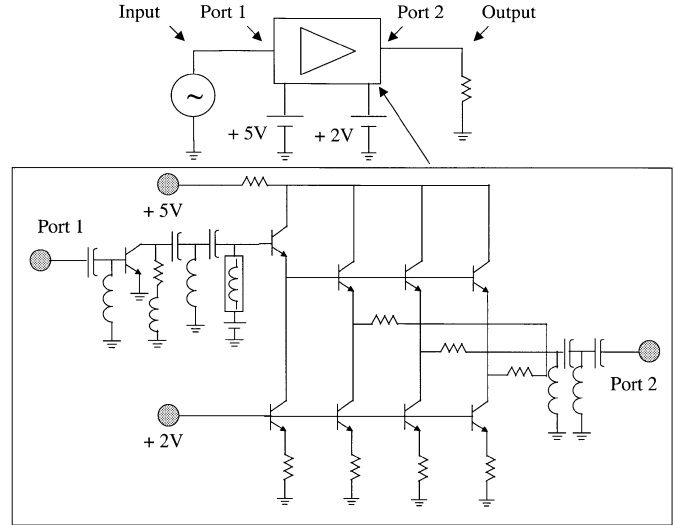 Input Port 1 Port 2 Output
~
+ 5V + 2V
+ 5V
Port 1
Port 2
+ 2V